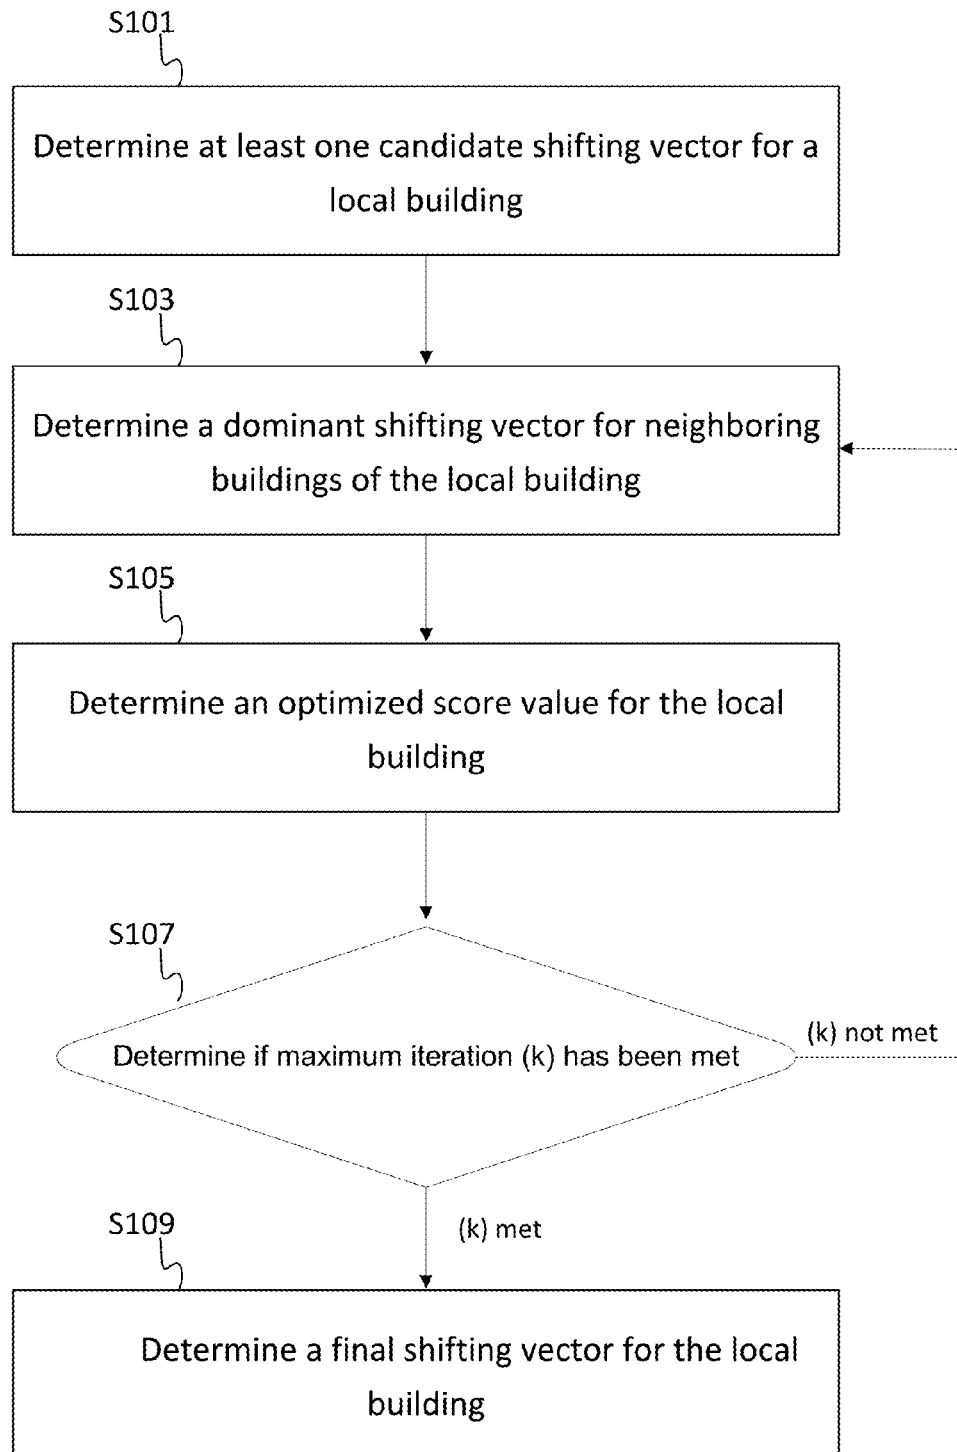 S101
Determine at least one candidate shifting vector for a
local building
S103
Determine a dominant shifting vector for neighboring
buildings of the local building
S105
Determine an optimized score value for the local
building
S107
Determine if maximum iteration (k) has been met
(k) not met
(k) met
S109
Determine a final shifting vector for the local
building